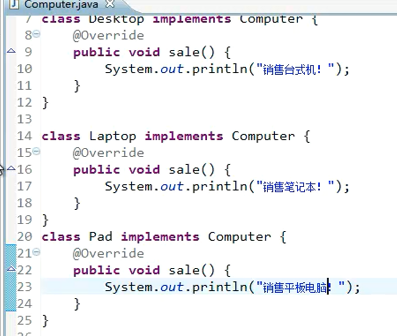 Computer.java
7 class Desktop implements Computer {
8 @Override
9 public void sale() {
10 System.out.println("销售台式机！");
11 }
12 }
13
14 class Laptop implements Computer {
15 @Override
16 public void sale() {
17 System.out.println("销售笔记本！");
18 }
19 }
20 class Pad implements Computer {
21 @Override
22 public void sale() {
23 System.out.println("销售平板电脑！");
24 }
25 }
26